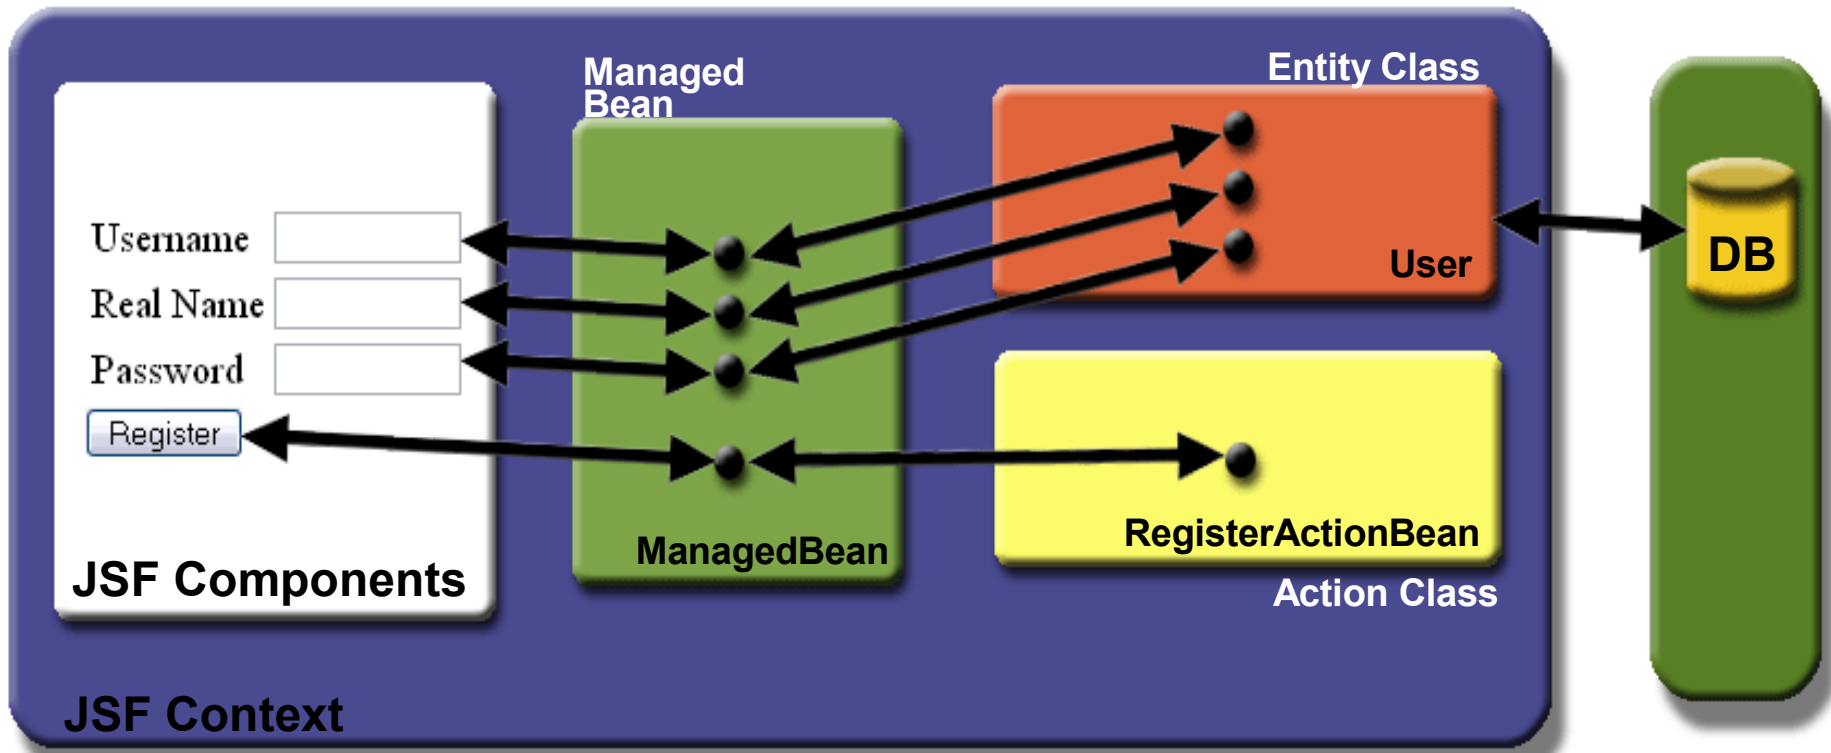 Managed
Bean
Entity Class
Username
Real Name
Password
Register
JSF Components
ManagedBean
User
RegisterActionBean
Action Class
DB
JSF Context